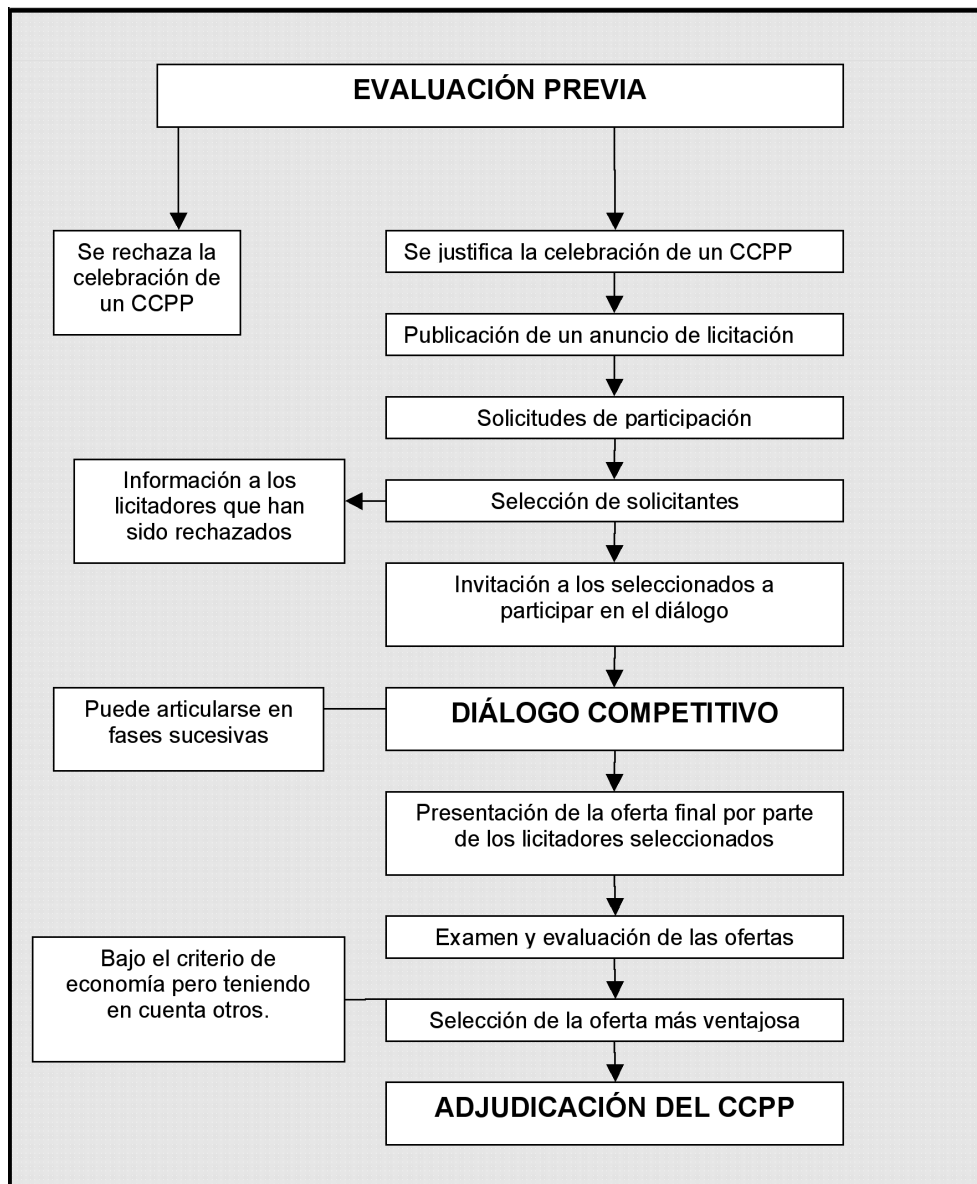 EVALUACIÓN PREVIA
Se rechaza la
celebración de
un CCPP
Se justifica la celebración de un CCPP
Publicación de un anuncio de licitación
Solicitudes de participación
Información a los
licitadores que han
sido rechazados
Selección de solicitantes
Invitación a los seleccionados a
participar en el diálogo
Puede articularse en
fases sucesivas
DIÁLOGO COMPETITIVO
Presentación de la oferta final por parte
de los licitadores seleccionados
Examen y evaluación de las ofertas
Bajo el criterio de
economía pero teniendo
en cuenta otros.
Selección de la oferta más ventajosa
ADJUDICACIÓN DEL CCPP